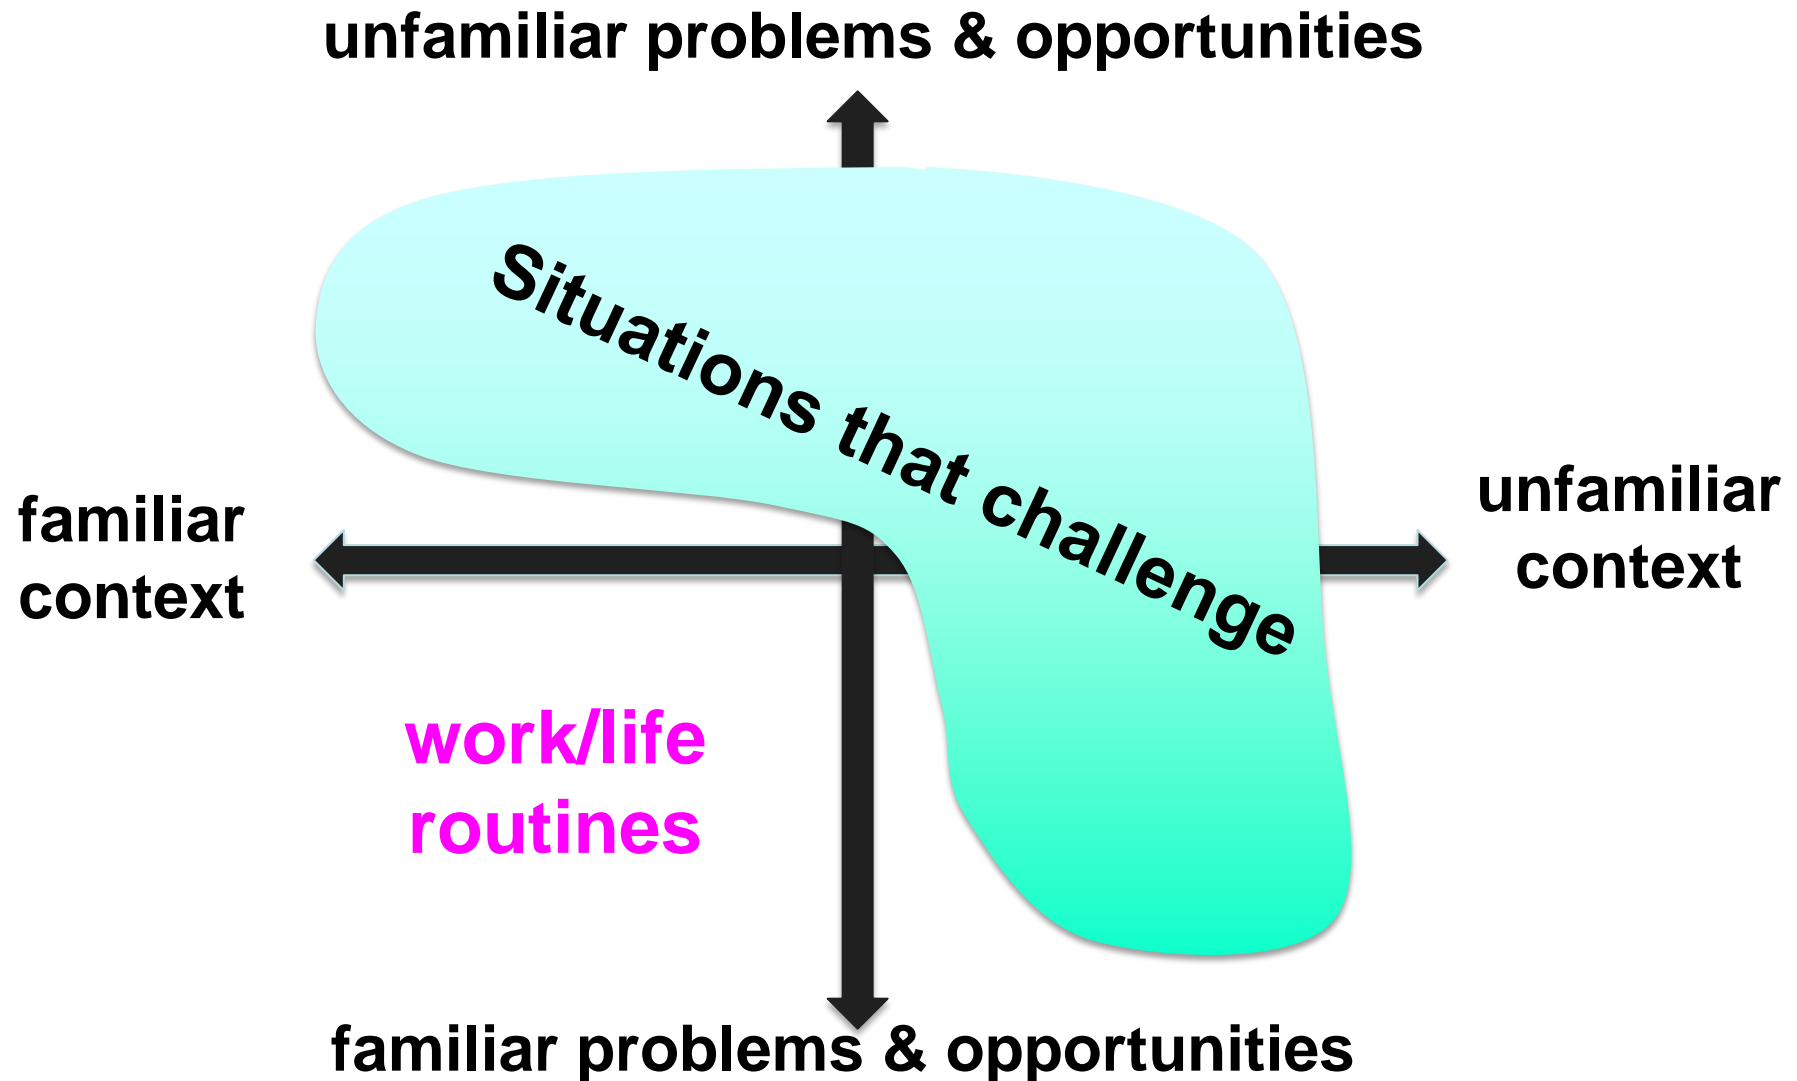 unfamiliar problems & opportunities
Situations that challenge
familiar
context
unfamiliar
context
work/life
routines
familiar problems & opportunities